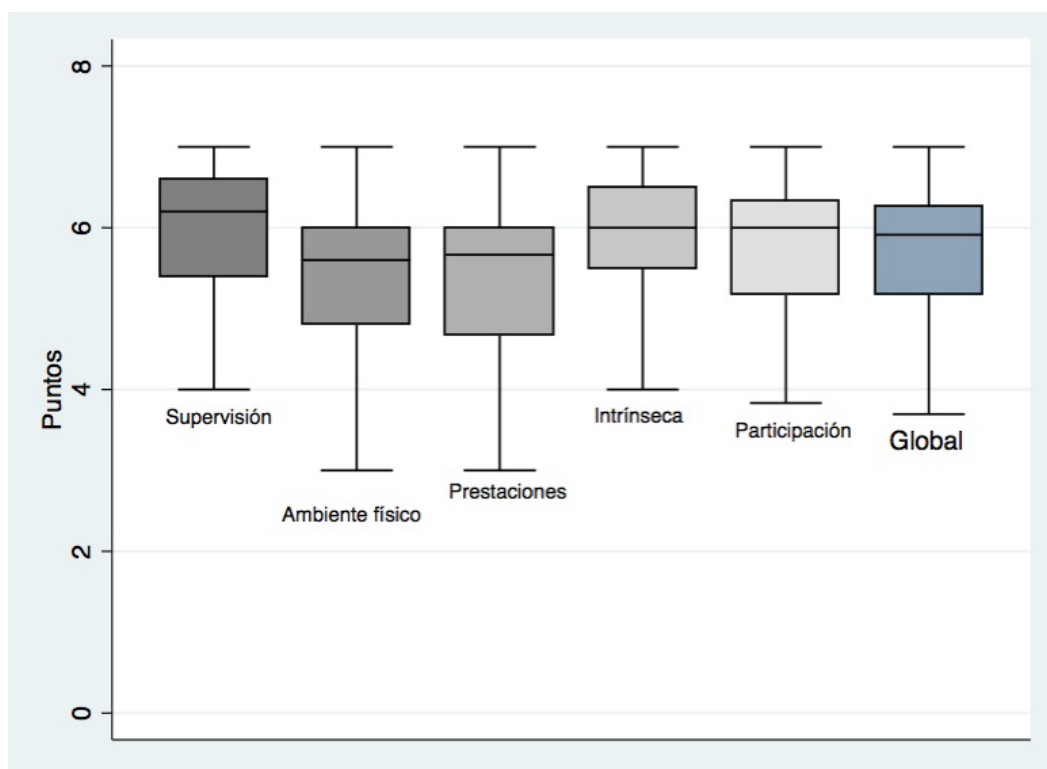 8
6
4
2
0
Puntos
Supervisión
Ambiente físico
Prestaciones
Intrínseca
Participación
Global